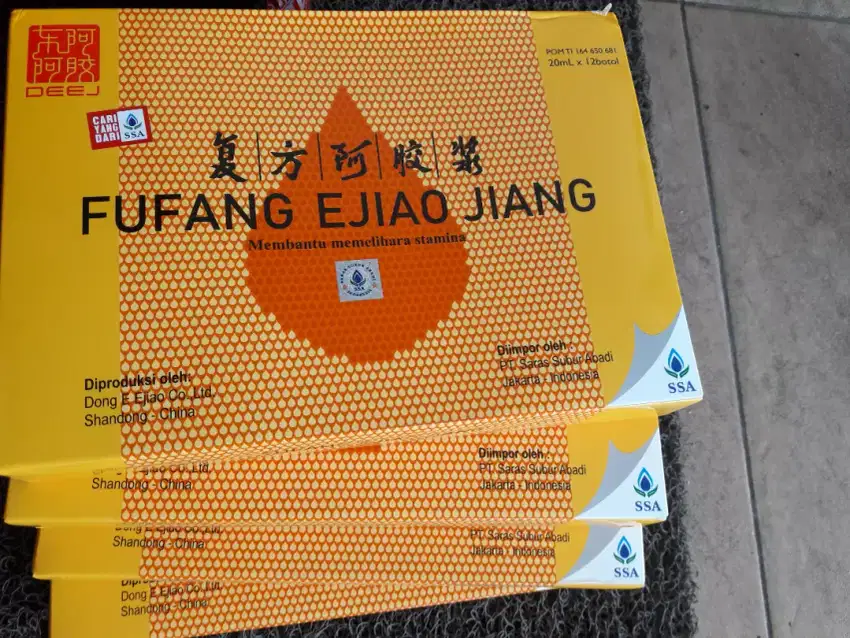 东阿
阿胶
DEEJ
POM TI 164 650 681
20mL x 12botol
CARI
YANG
DARI
SSA
复方阿胶浆
FUFANG EJIAO JIANG
Membantu memelihara stamina
SSA
Diproduksi oleh:
Dong E Ejiao Co. Ltd.
Shandong - China
Diimpor oleh :
PT. Saras Subur Abadi
Jakarta - Indonesia
SSA
Ejiao Co. Ltd.
Shandong - China
Diimpor oleh :
PT. Saras Subur Abadi
Jakarta - Indonesia
SSA
Dong E Ejiao Co. Ltd.
Shandong - China
PT. Saras Subur Abadi
Jakarta - Indonesia
SSA
Dong E Ejiao Co. Ltd.
Shandong - China